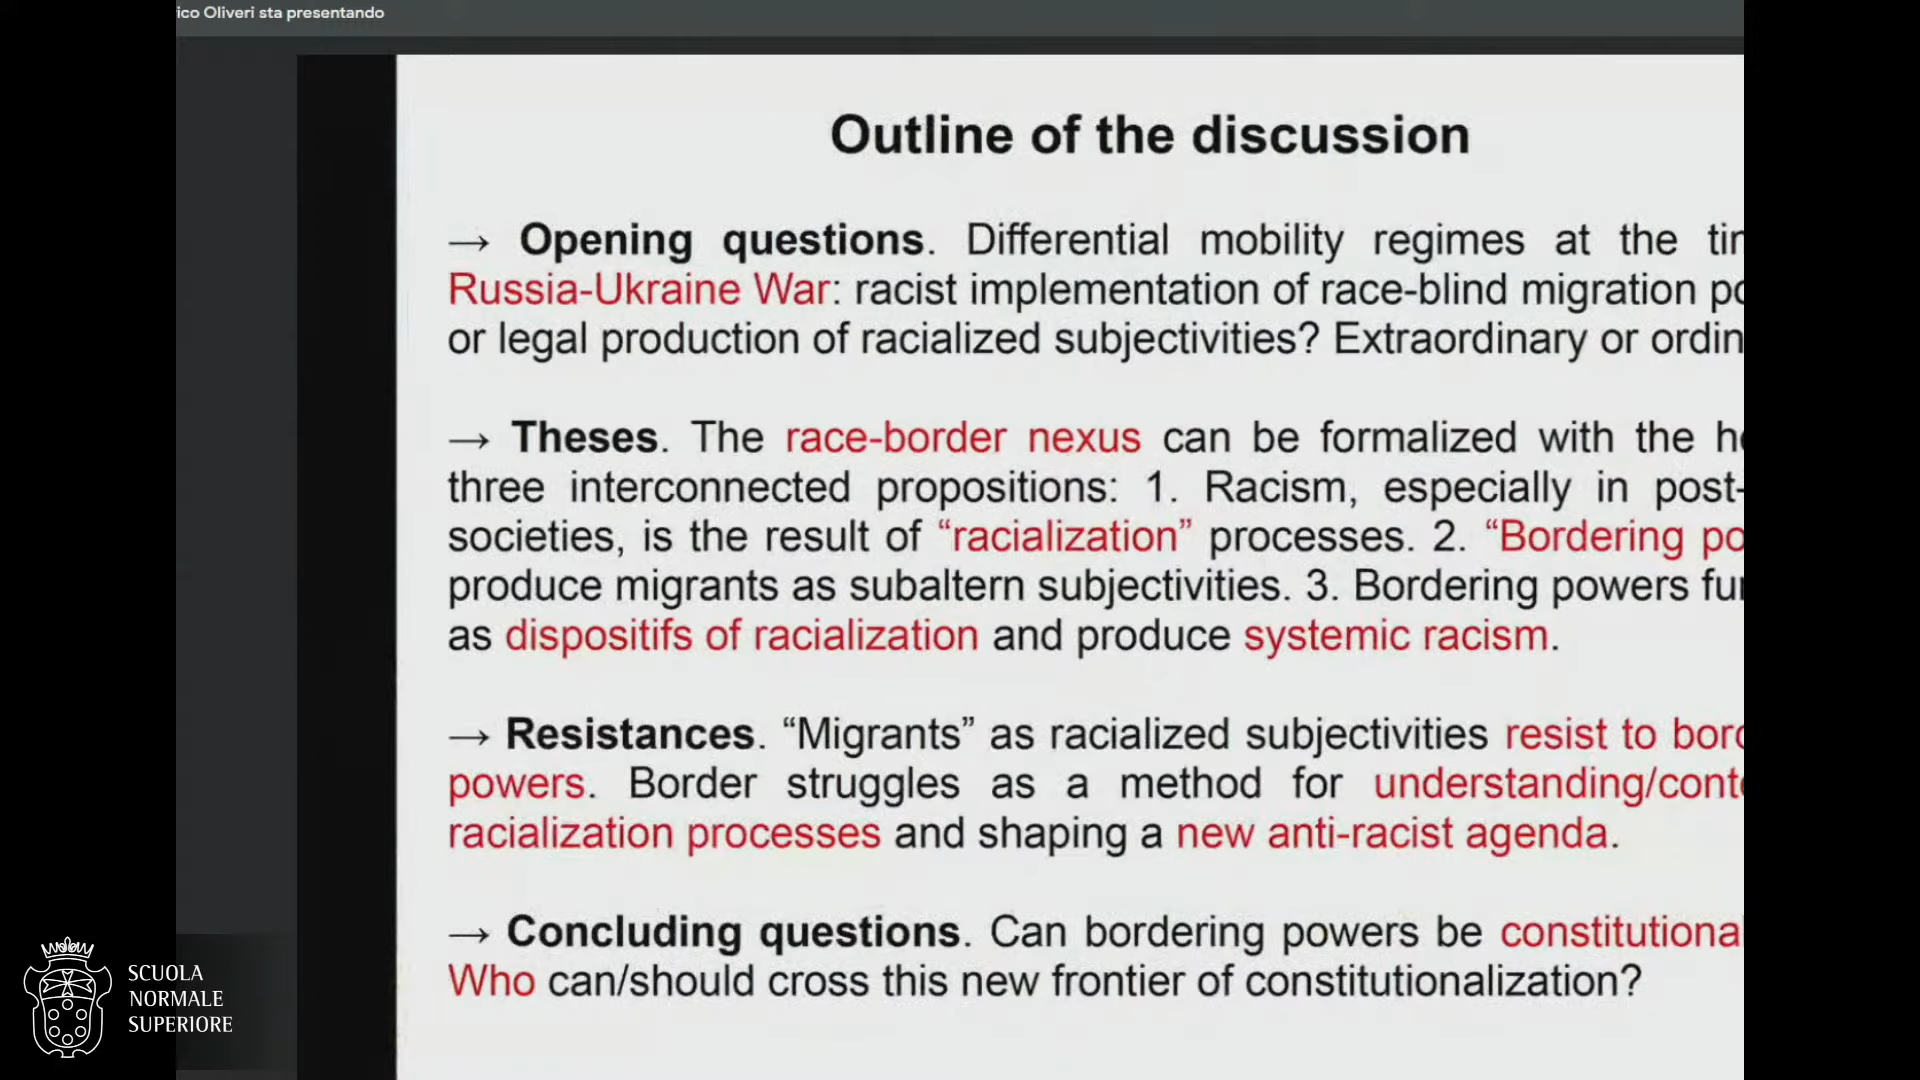 Oliveri sta presentando
Outline of the discussion
→ Opening questions. Differential mobility regimes at the
Russia-Ukraine War: racist implementation of race-blind migration
or legal production of racialized subjectivities? Extraordinary or
→ Theses. The race-border nexus can be formalized with the
three interconnected propositions: 1. Racism, especially in post-
societies, is the result of “racialization” processes. 2. “Bordering
produce migrants as subaltern subjectivities. 3. Bordering powers
as dispositifs of racialization and produce systemic racism.
→ Resistances. “Migrants” as racialized subjectivities resist to
powers. Border struggles as a method for understanding/
racialization processes and shaping a new anti-racist agenda.
→ Concluding questions. Can bordering powers be
Who can/should cross this new frontier of constitutionalization?
SCUOLA
NORMALE
SUPERIORE